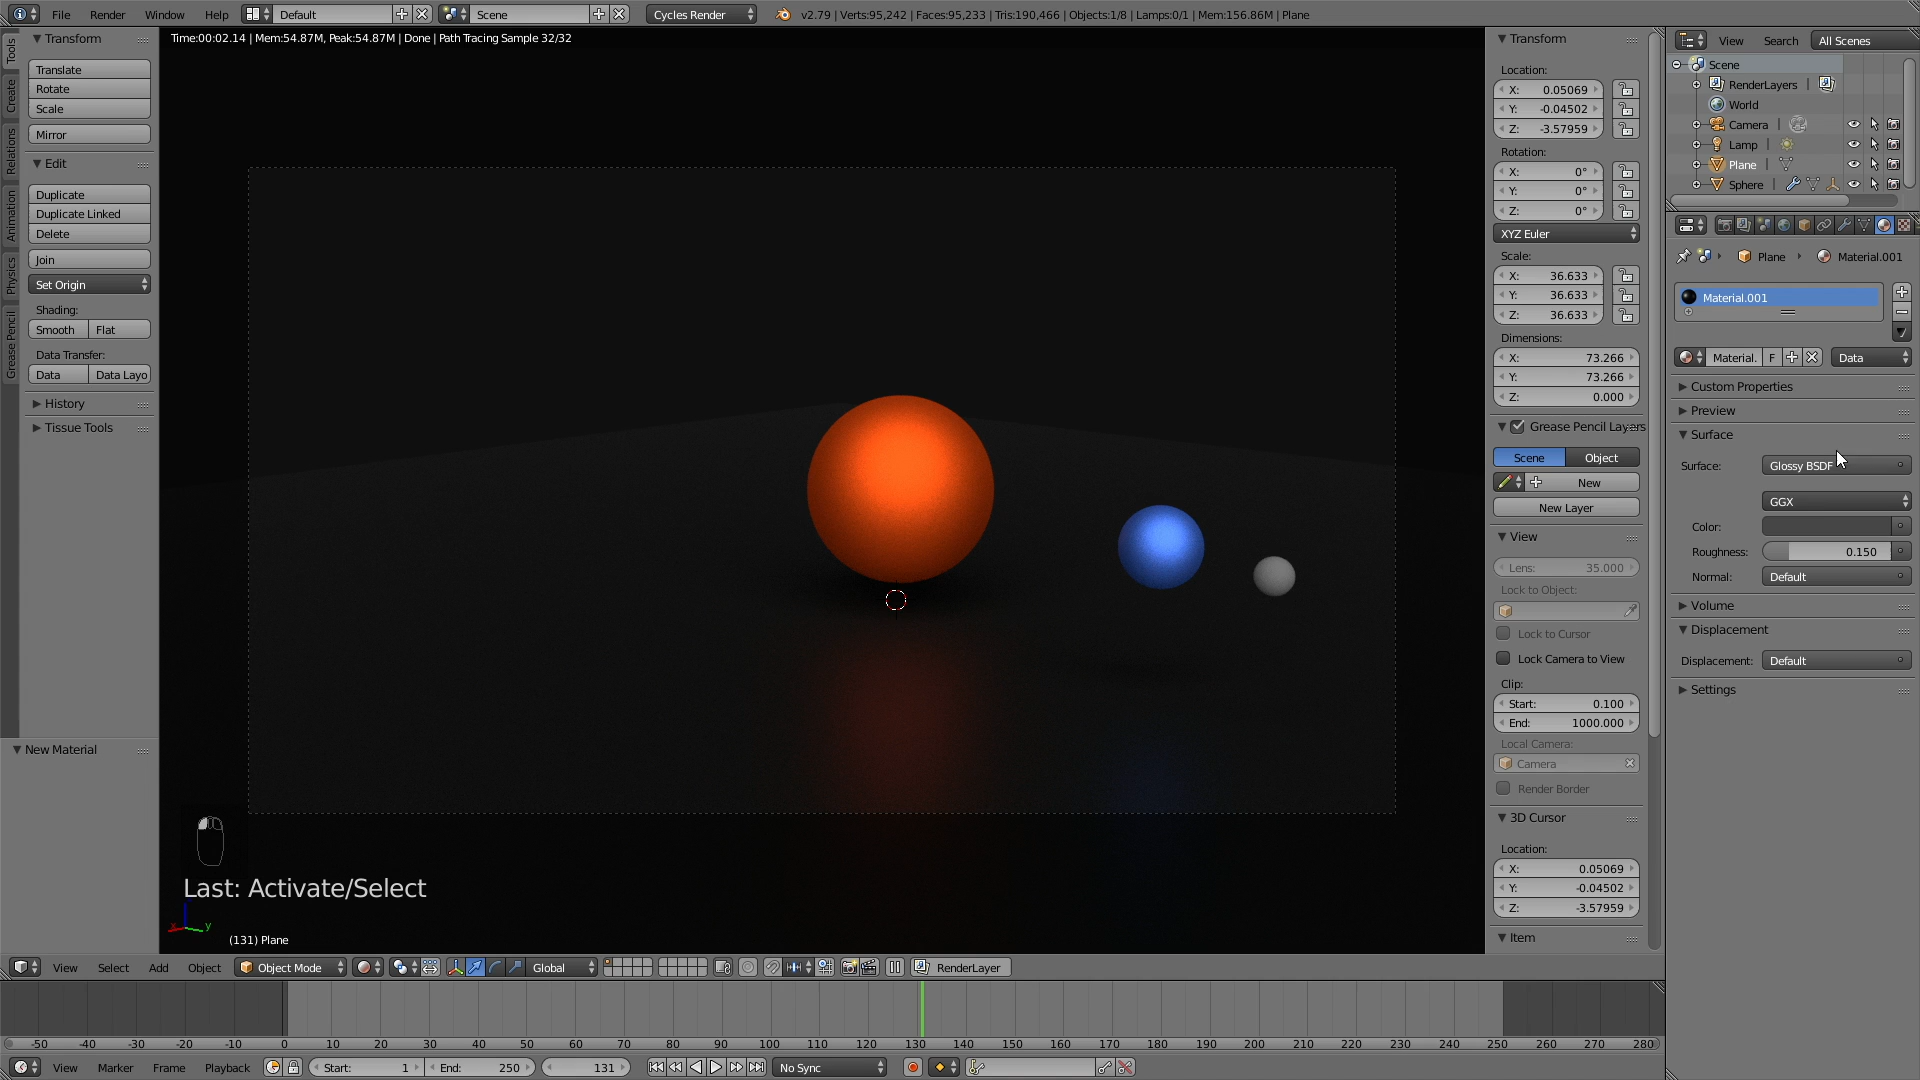 File Render Window Help Default Scene Cycles Render v2.79 | Verts:95,242 | Faces:95,233 | Tris:190,466 | Objects:1/8 | Lamps:0/1 | Mem:156.86M | Plane
Time:00:02.14 | Mem:54.87M, Peak:54.87M | Done | Path Tracing Sample 32/32
Tools
Create
Relations
Animation
Physics
Grease Pencil
Transform
Translate
Rotate
Scale
Mirror
Edit
Duplicate
Duplicate Linked
Delete
Join
Set Origin
Shading:
Smooth Flat
Data Transfer:
Data Data Layo
History
Tissue Tools
New Material
Last: Activate/Select
x y
(131) Plane
Transform
Location:
X: 0.05069
Y: -0.04502
Z: -3.57959
Rotation:
X: 0°
Y: 0°
Z: 0°
XYZ Euler
Scale:
X: 36.633
Y: 36.633
Z: 36.633
Dimensions:
X: 73.266
Y: 73.266
Z: 0.000
Grease Pencil Layers
Scene Object
New
New Layer
View
Lens: 35.000
Lock to Object:
Lock to Cursor
Lock Camera to View
Clip:
Start: 0.100
End: 1000.000
Local Camera:
Camera
Render Border
3D Cursor
Location:
X: 0.05069
Y: -0.04502
Z: -3.57959
Item
View Search All Scenes
Scene
RenderLayers |
World
Camera |
Lamp |
Plane |
Sphere |
Plane Material.001
Material.001
Material. F Data
Custom Properties
Preview
Surface
Surface: Glossy BSDF
GGX
Color:
Roughness: 0.150
Normal: Default
Volume
Displacement
Displacement: Default
Settings
View Select Add Object Object Mode Global RenderLayer
-50 -40 -30 -20 -10 0 10 20 30 40 50 60 70 80 90 100 110 120 130 140 150 160 170 180 190 200 210 220 230 240 250 260 270 280
View Marker Frame Playback Start: 1 End: 250 131 No Sync